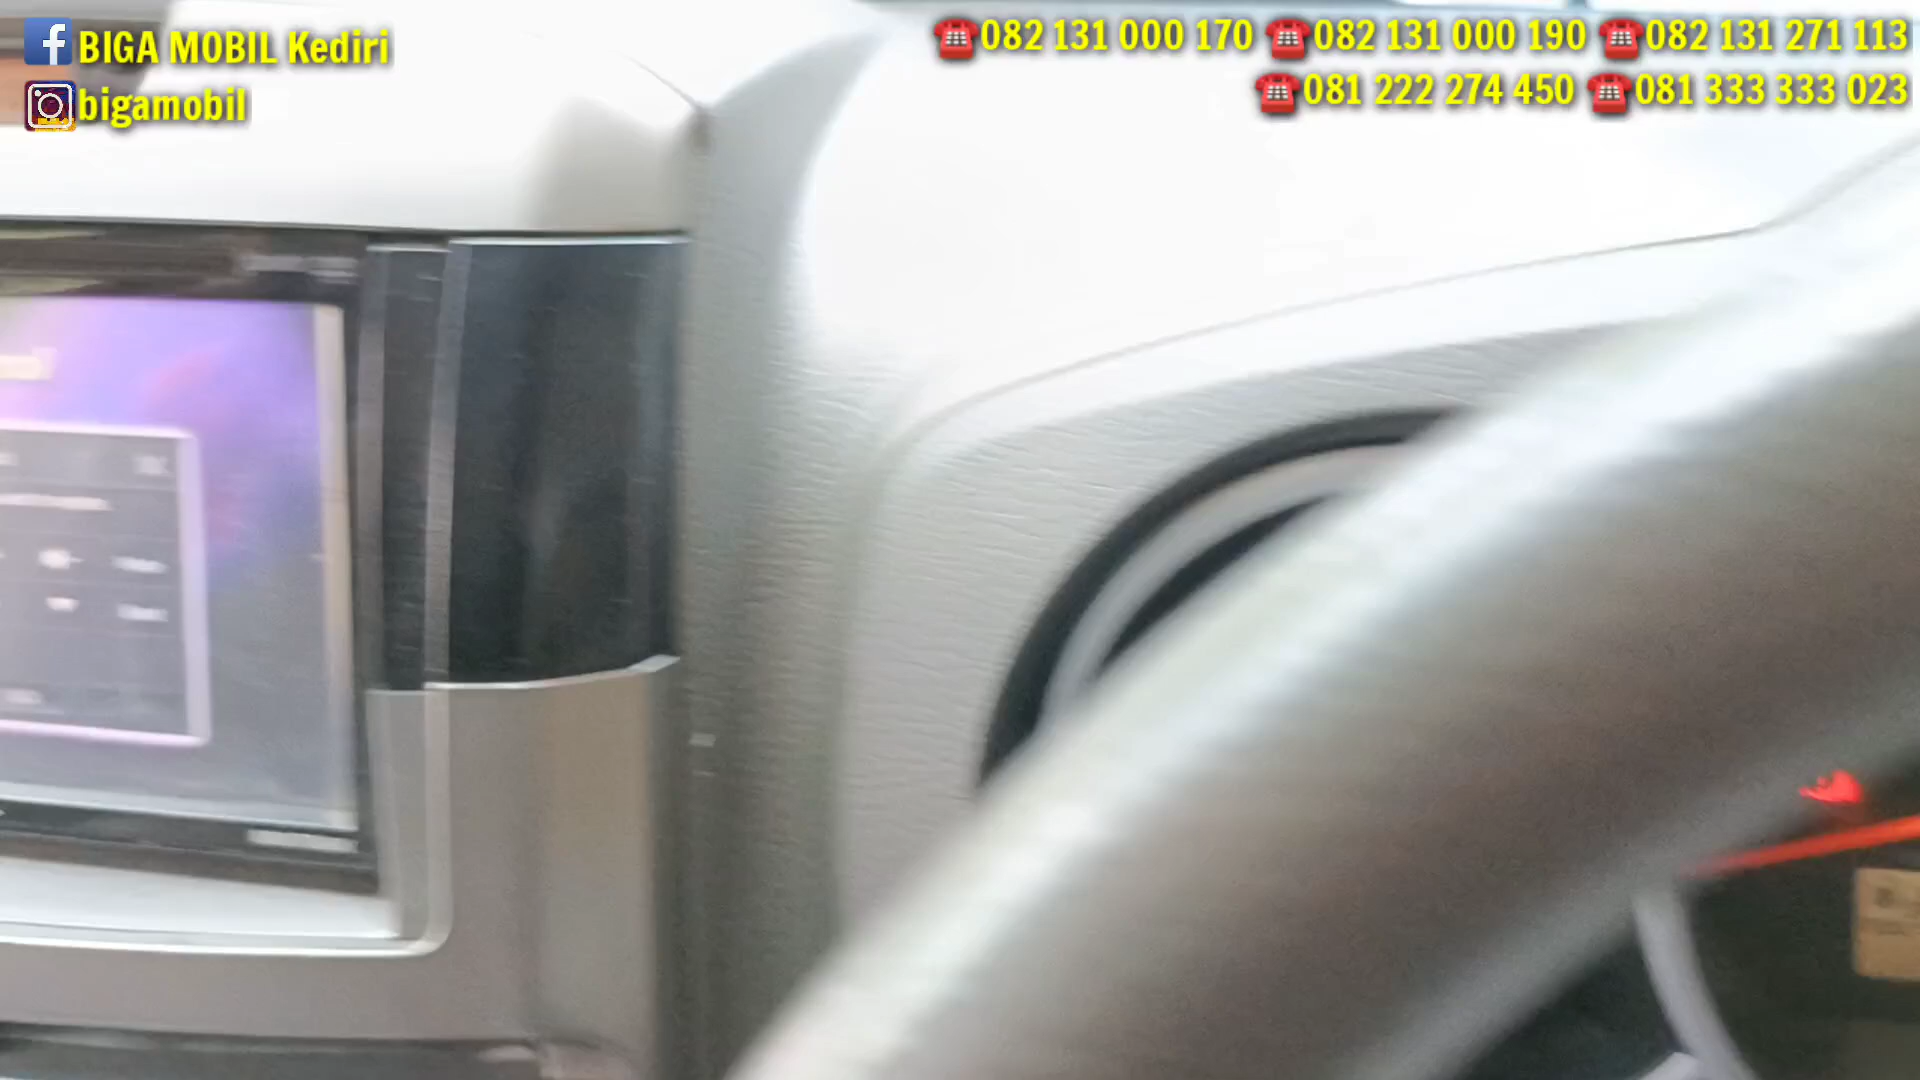 BIGA MOBIL Kediri
bigamobil
☎082 131 000 170 ☎082 131 000 190 ☎082 131 271 113
☎081 222 274 450 ☎081 333 333 023